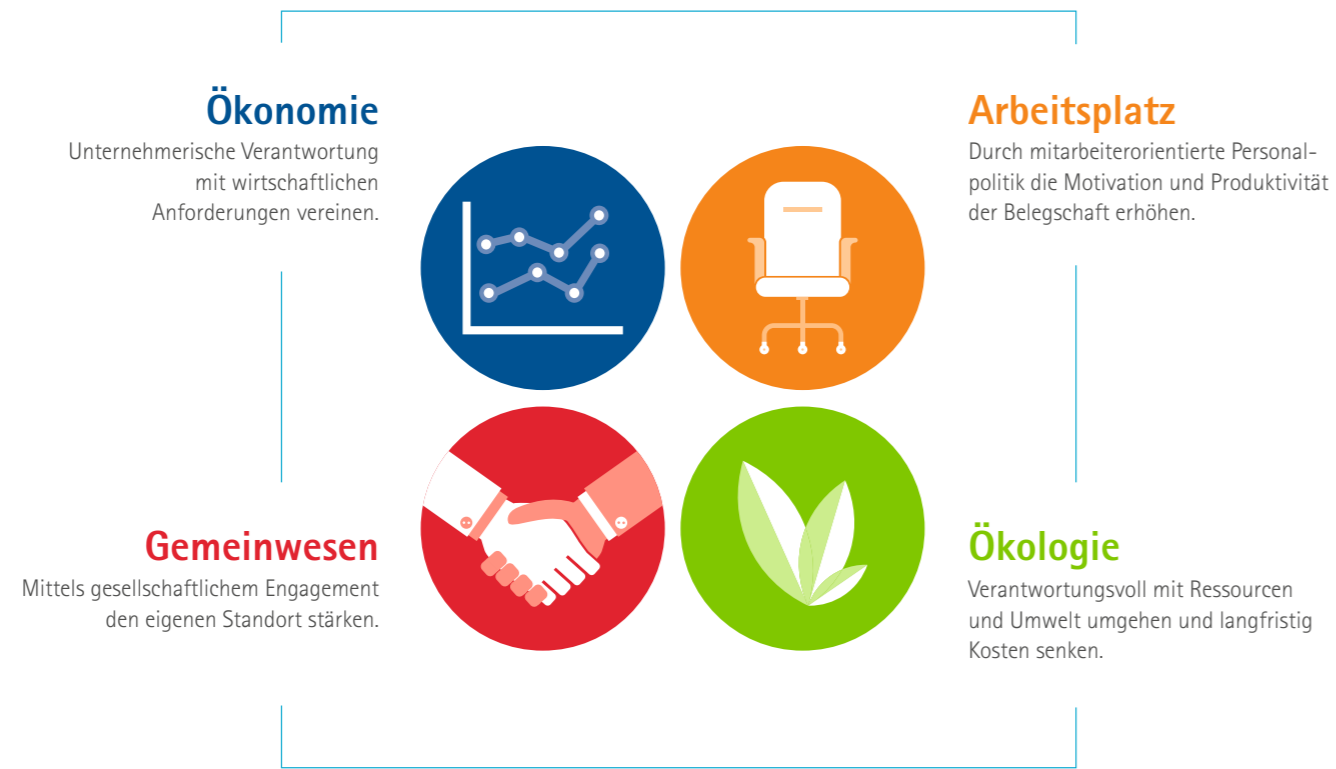 Ökonomie
Unternehmerische Verantwortung
mit wirtschaftlichen
Anforderungen vereinen.
Arbeitsplatz
Durch mitarbeiterorientierte Personal-
politik die Motivation und Produktivität
der Belegschaft erhöhen.
Gemeinwesen
Mittels gesellschaftlichem Engagement
den eigenen Standort stärken.
Ökologie
Verantwortungsvoll mit Ressourcen
und Umwelt umgehen und langfristig
Kosten senken.